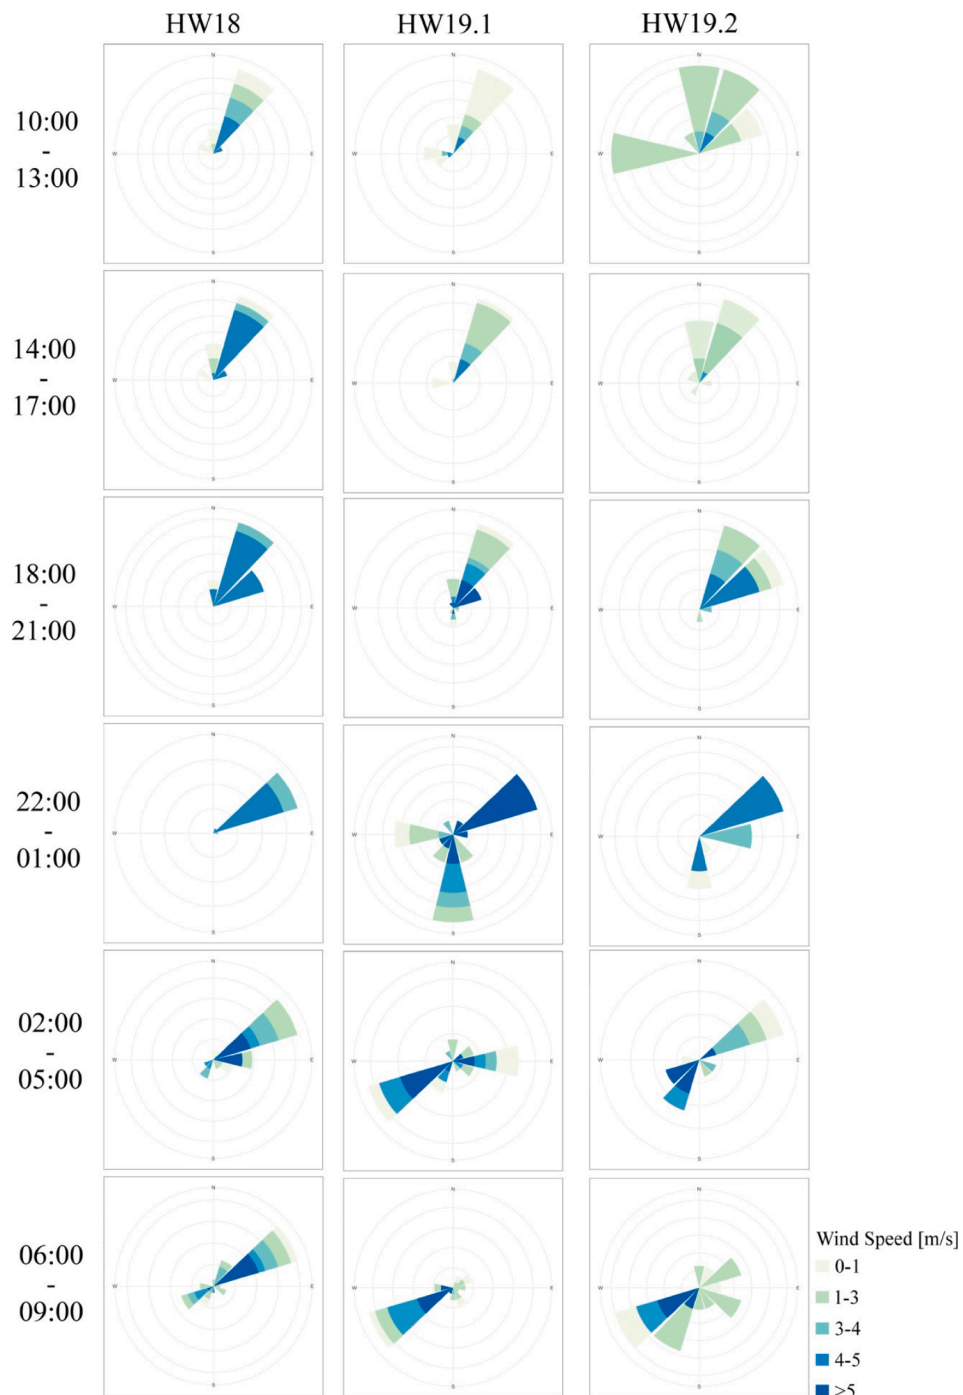 HW18 HW19.1 HW19.2
N N N
10:00
-
13:00
W E W E W E
S S S
N N N
14:00
-
17:00
W E W E W E
S S S
N N N
18:00
-
21:00
W E W E W E
S S S
N N N
22:00
-
01:00
W E W E W E
S S S
N N N
02:00
-
05:00
W E W E W E
S S S
N N N
06:00
-
09:00
W E W E W E
S S S
Wind Speed [m/s]
0-1
1-3
3-4
4-5
>5